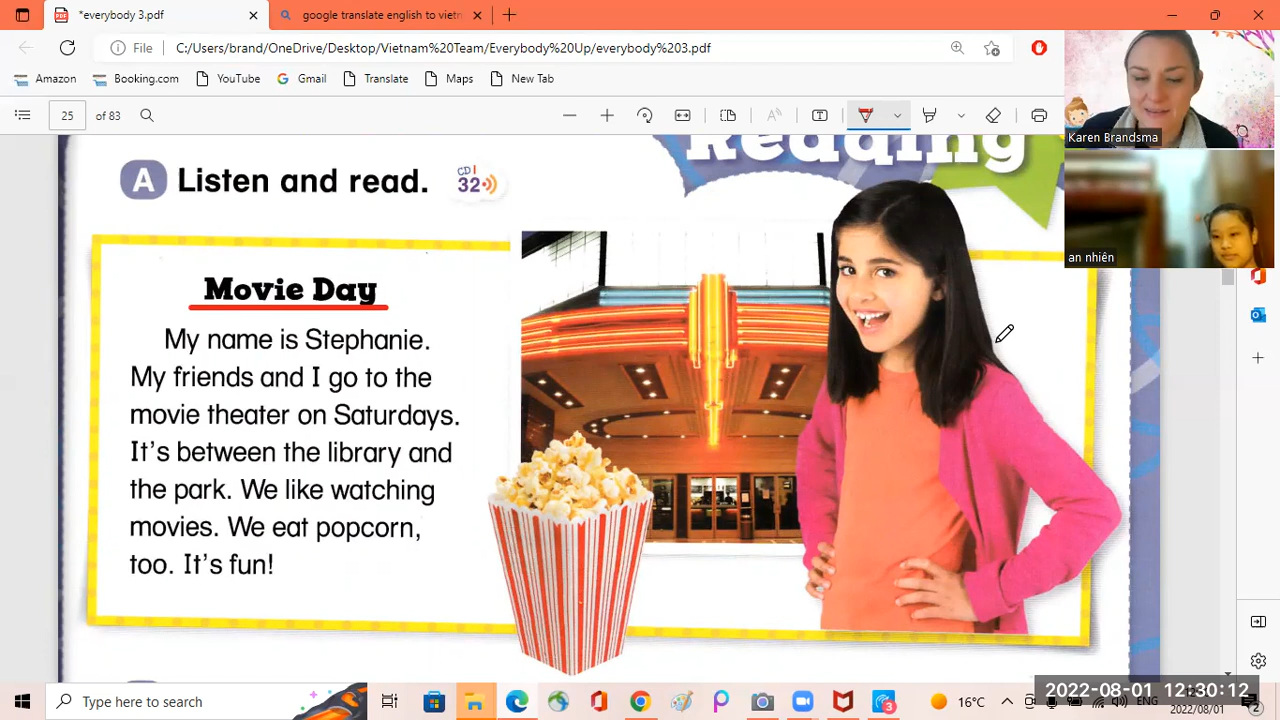 *everybody 3.pdf
google translate english to vietn
File
C:/Users/brand/OneDrive/Desktop/Vietnam%20Team/Everybody%20Up/everybody%203.pdf
Amazon
Booking.com
YouTube
Gmail
Translate
Maps
New Tab
25 of 83
Karen Brandsma
an nhiên
Reading
A Listen and read. CD1 32
Movie Day
My name is Stephanie.
My friends and I go to the
movie theater on Saturdays.
It's between the library and
the park. We like watching
movies. We eat popcorn,
too. It's fun!
Type here to search
3
16°C
ENG
2022-08-01 12:30:12
2022/08/01
2